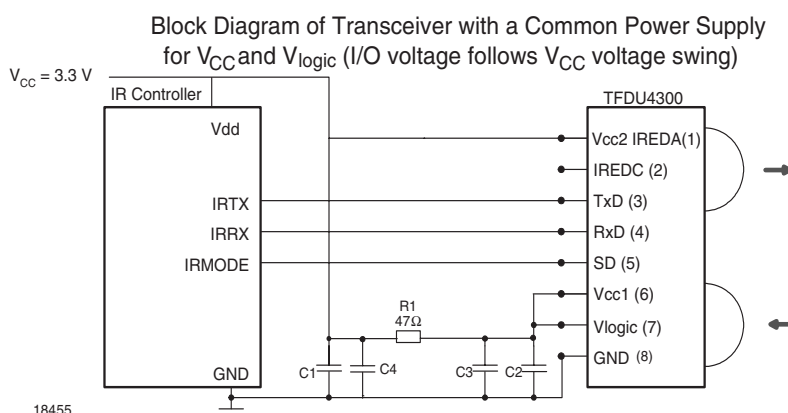 Block Diagram of Transceiver with a Common Power Supply
for VCC and Vlogic (I/O voltage follows VCC voltage swing)
VCC = 3.3 V
IR Controller
TFDU4300
Vdd
Vcc2 IREDA(1)
IREDC (2)
IRTX
TxD (3)
IRRX
RxD (4)
IRMODE
SD (5)
Vcc1 (6)
R1
47Ω
Vlogic (7)
GND (8)
GND
C1
C4
C3
C2
18455